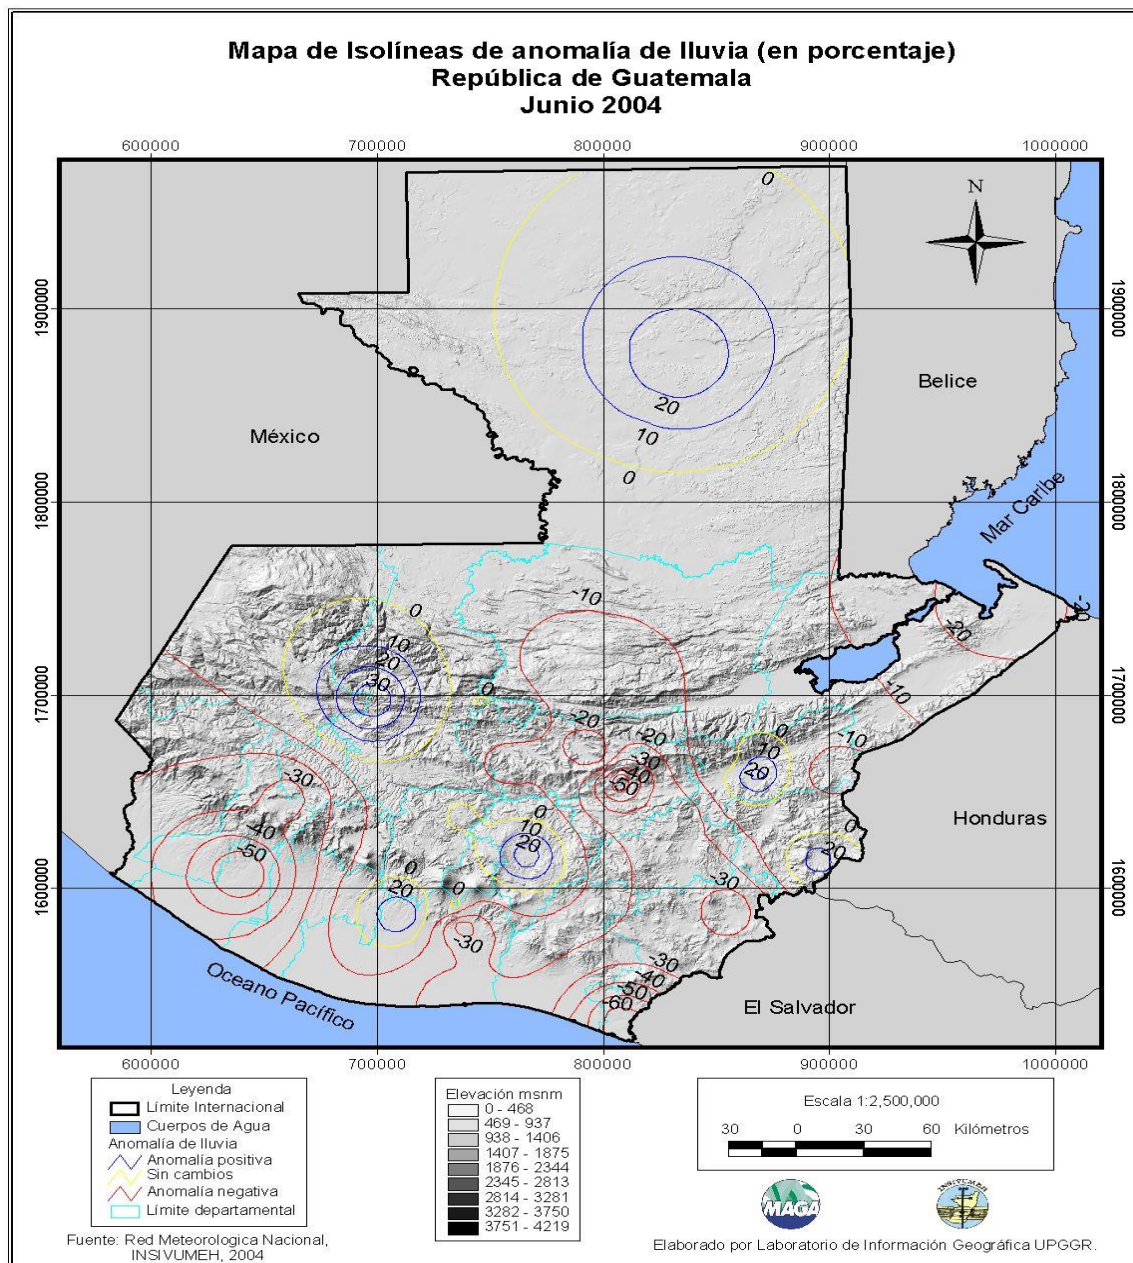 Mapa de Isolíneas de anomalía de lluvia (en porcentaje)
República de Guatemala
Junio 2004
600000 700000 800000 900000 1000000
0
N
1900000 1900000
Belice
20
10
México
0
1800000 1800000
Mar Caribe
-10
0
-20
-20
10
20
30
1700000 1700000
0
-10
-20
-20
0
-10
-30
10
-40
20
-50
-30
0
Honduras
0
-40
10
20
20
-50
0
1600000 1600000
20
0
-30
-30
-30
-40
-50
-60
Oceano Pacífico
El Salvador
600000 700000 800000 900000 1000000
Leyenda
Límite Internacional
Cuerpos de Agua
Anomalía de lluvia
Anomalía positiva
Sin cambios
Anomalía negativa
Límite departamental
Fuente: Red Meteorologica Nacional,
INSIVUMEH, 2004
Elevación msnm
0 - 468
469 - 937
938 - 1406
1407 - 1875
1876 - 2344
2345 - 2813
2814 - 3281
3282 - 3750
3751 - 4219
Escala 1:2,500,000
30 0 30 60 Kilómetros
MAGA
INSIVUMEH
Elaborado por Laboratorio de Información Geográfica UPGGR.